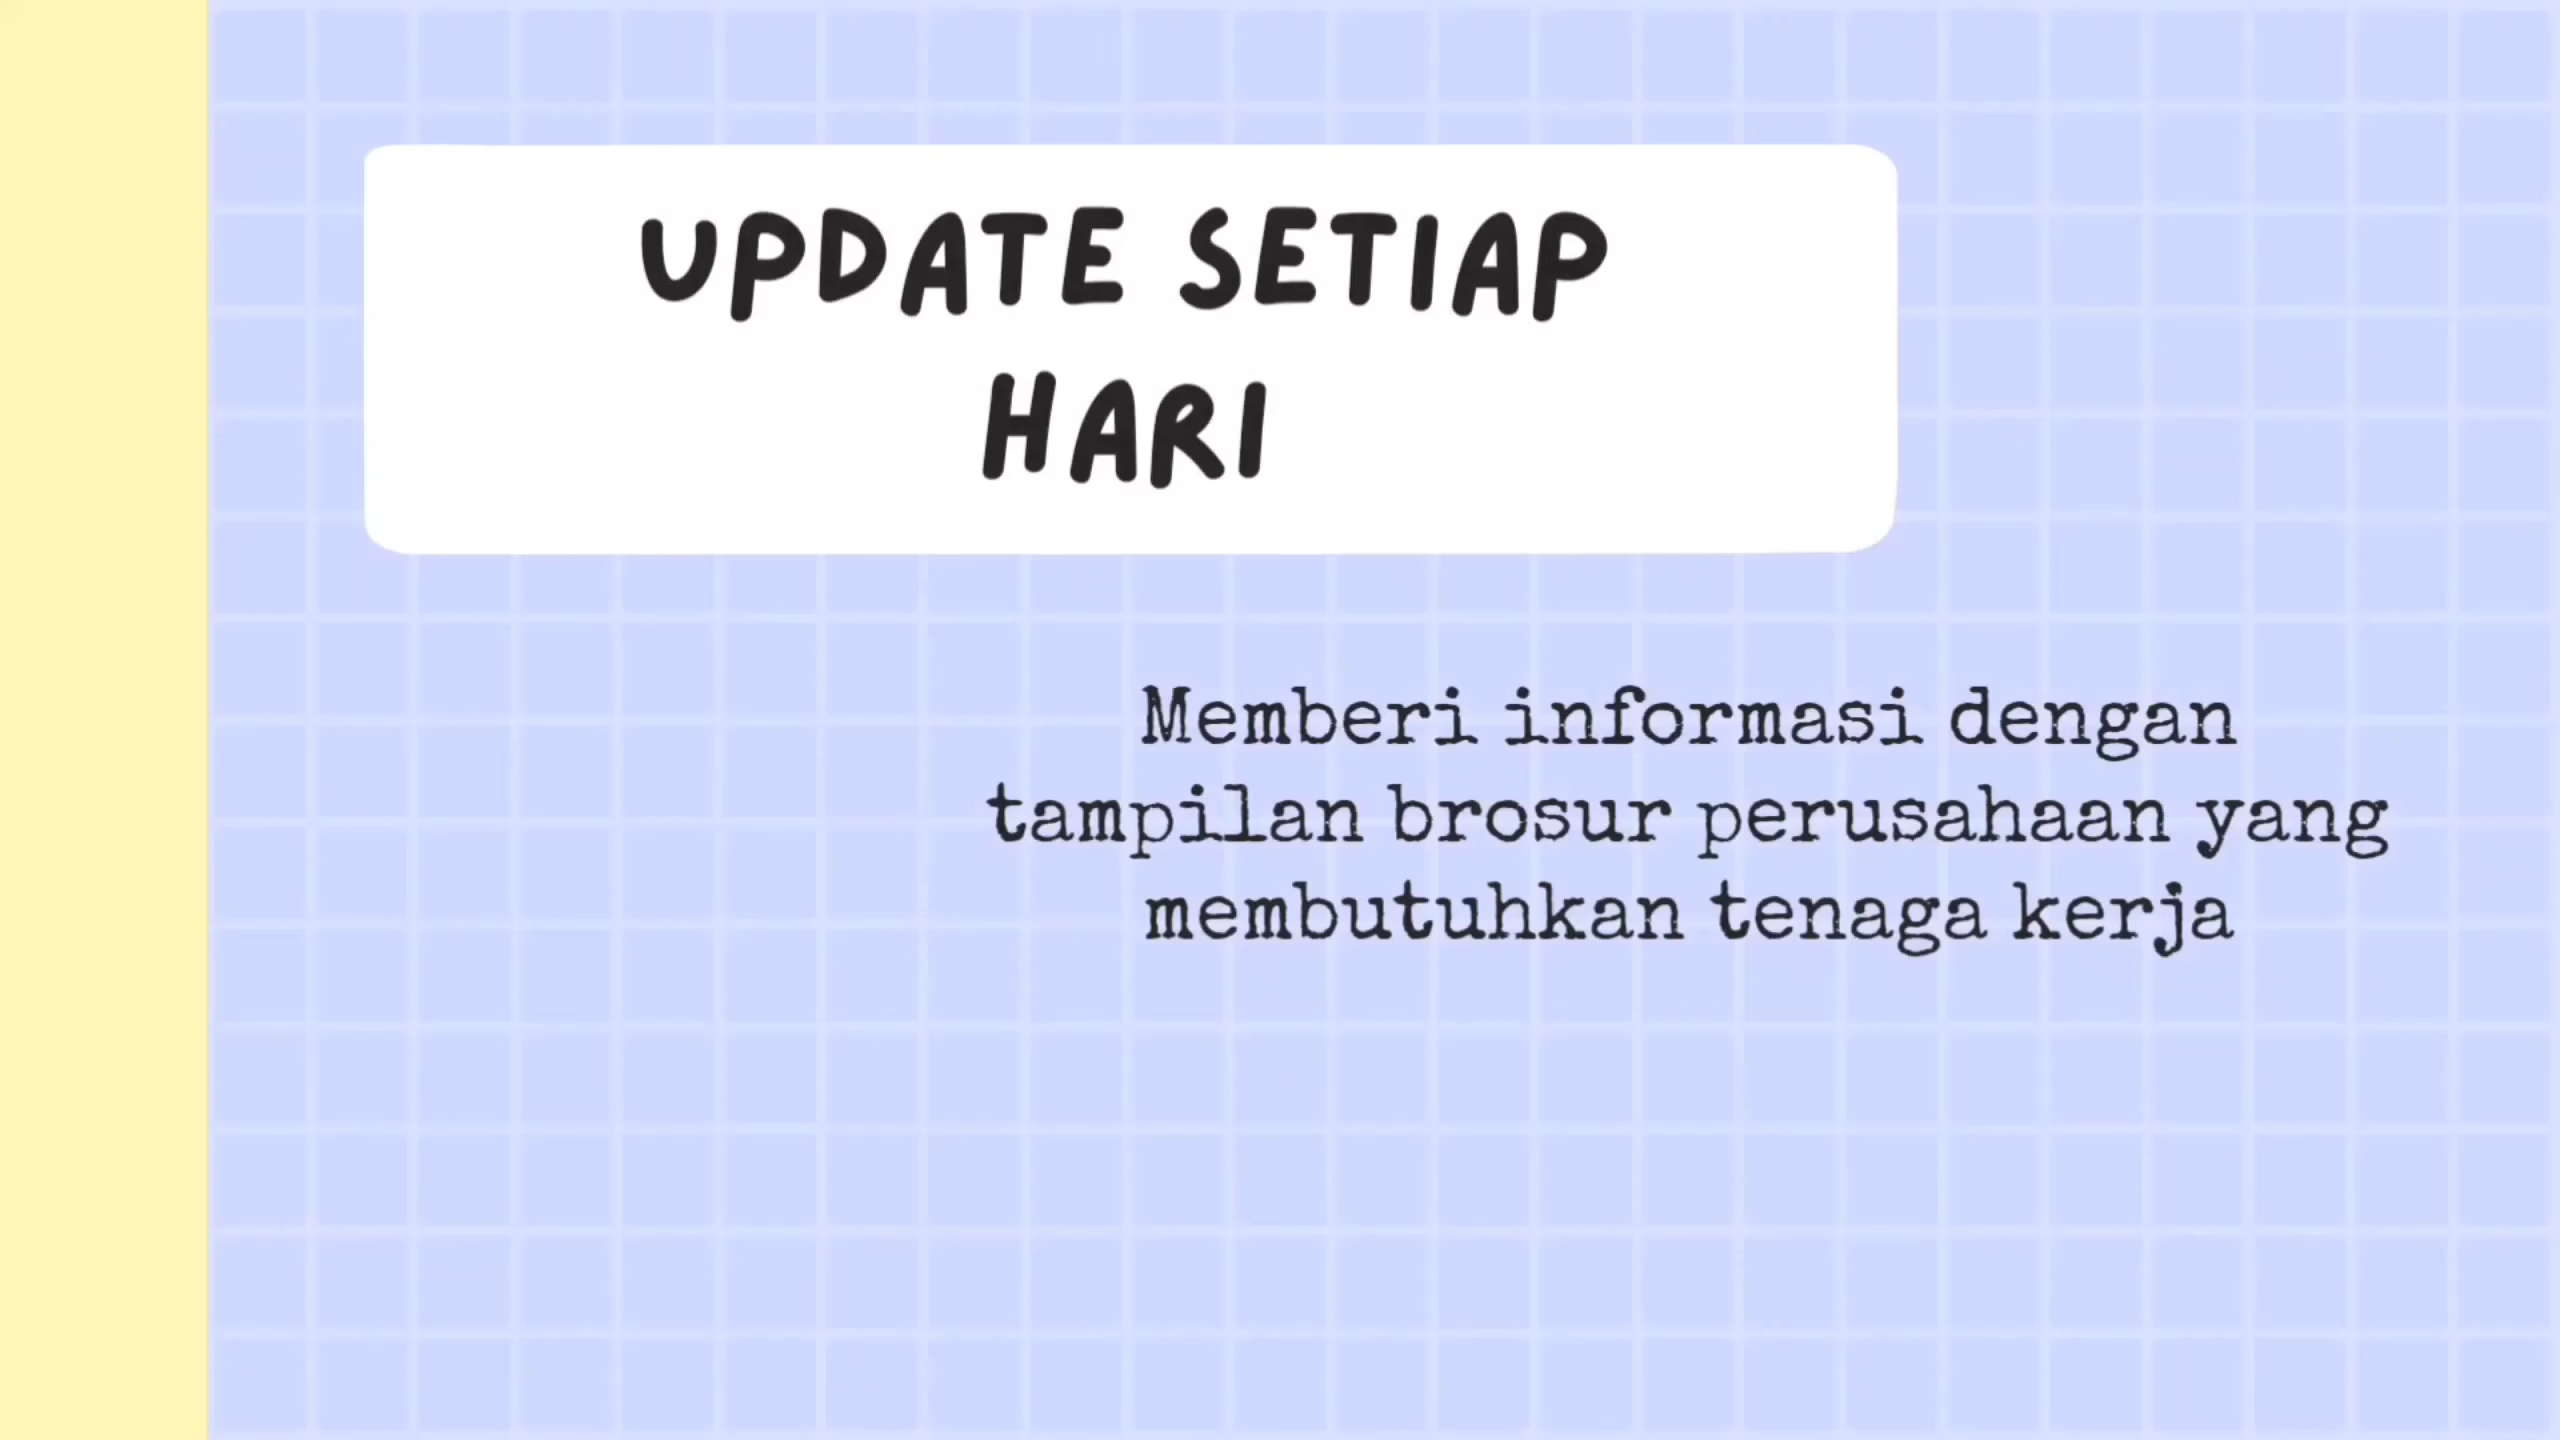 UPDATE SETIAP
HARI
Memberi informasi dengan
tampilan brosur perusahaan yang
membutuhkan tenaga kerja